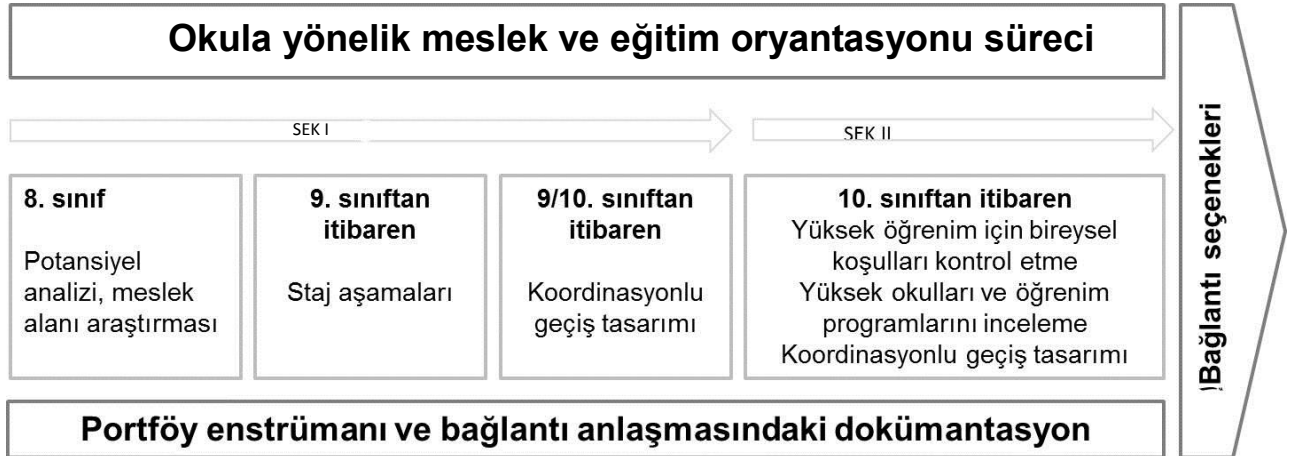 Okula yönelik meslek ve eğitim oryantasyonu süreci
SEK I
SEK II
8. sınıf
Potansiyel
analizi, meslek
alanı araştırması
9. sınıftan
itibaren
Staj aşamaları
9/10. sınıftan
itibaren
Koordinasyonlu
geçiş tasarımı
10. sınıftan itibaren
Yüksek öğrenim için bireysel
koşulları kontrol etme
Yüksek okulları ve öğrenim
programlarını inceleme
Koordinasyonlu geçiş tasarımı
Bağlantı seçenekleri
Portföy enstrümanı ve bağlantı anlaşmasındaki dokümantasyon